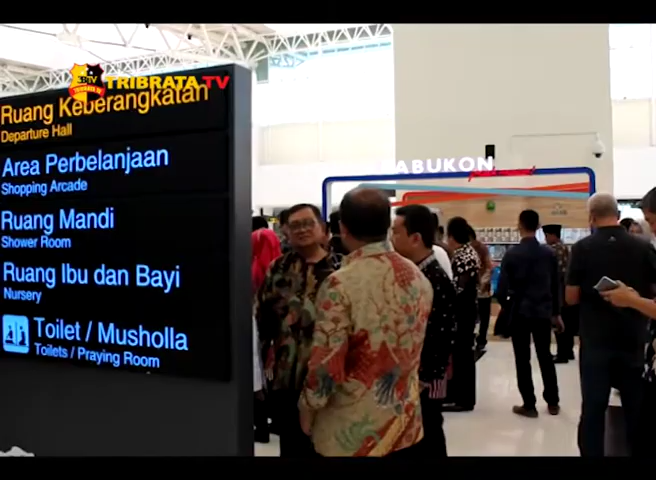 TRIBRATA TV
Ruang Keberangkatan
Departure Hall
Area Perbelanjaan
Shopping Arcade
Ruang Mandi
Shower Room
Ruang Ibu dan Bayi
Nursery
Toilet / Musholla
Toilets / Praying Room
ABUKON